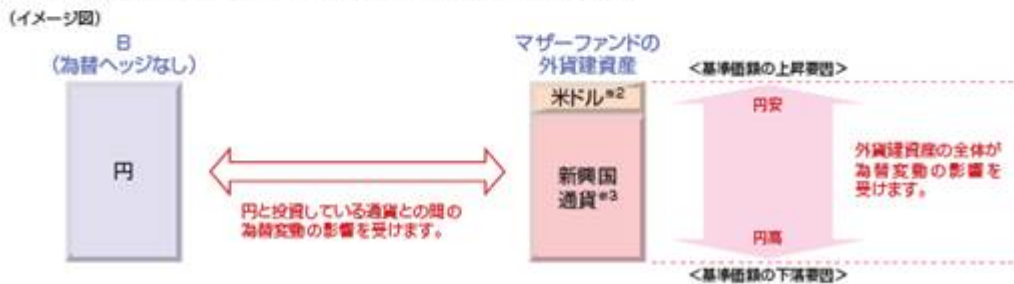 (イメージ図)
B
(為替ヘッジなし)
円
円と投資している通貨との間の
為替変動の影響を受けます。
マザーファンドの
外貨建資産
米ドル※2
新興国
通貨※3
<基準価額の上昇要因>
円安
外貨建資産の全体が
為替変動の影響を
受けます。
円高
<基準価額の下落要因>